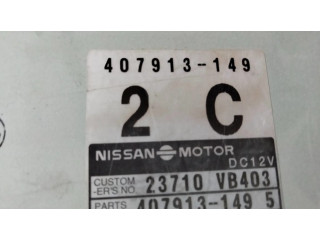 407913-149
2 C
NISSAN MOTOR
DC12V
CUSTOM
-ER'S NO. 23710 VB403
PARTS 407913-149 5